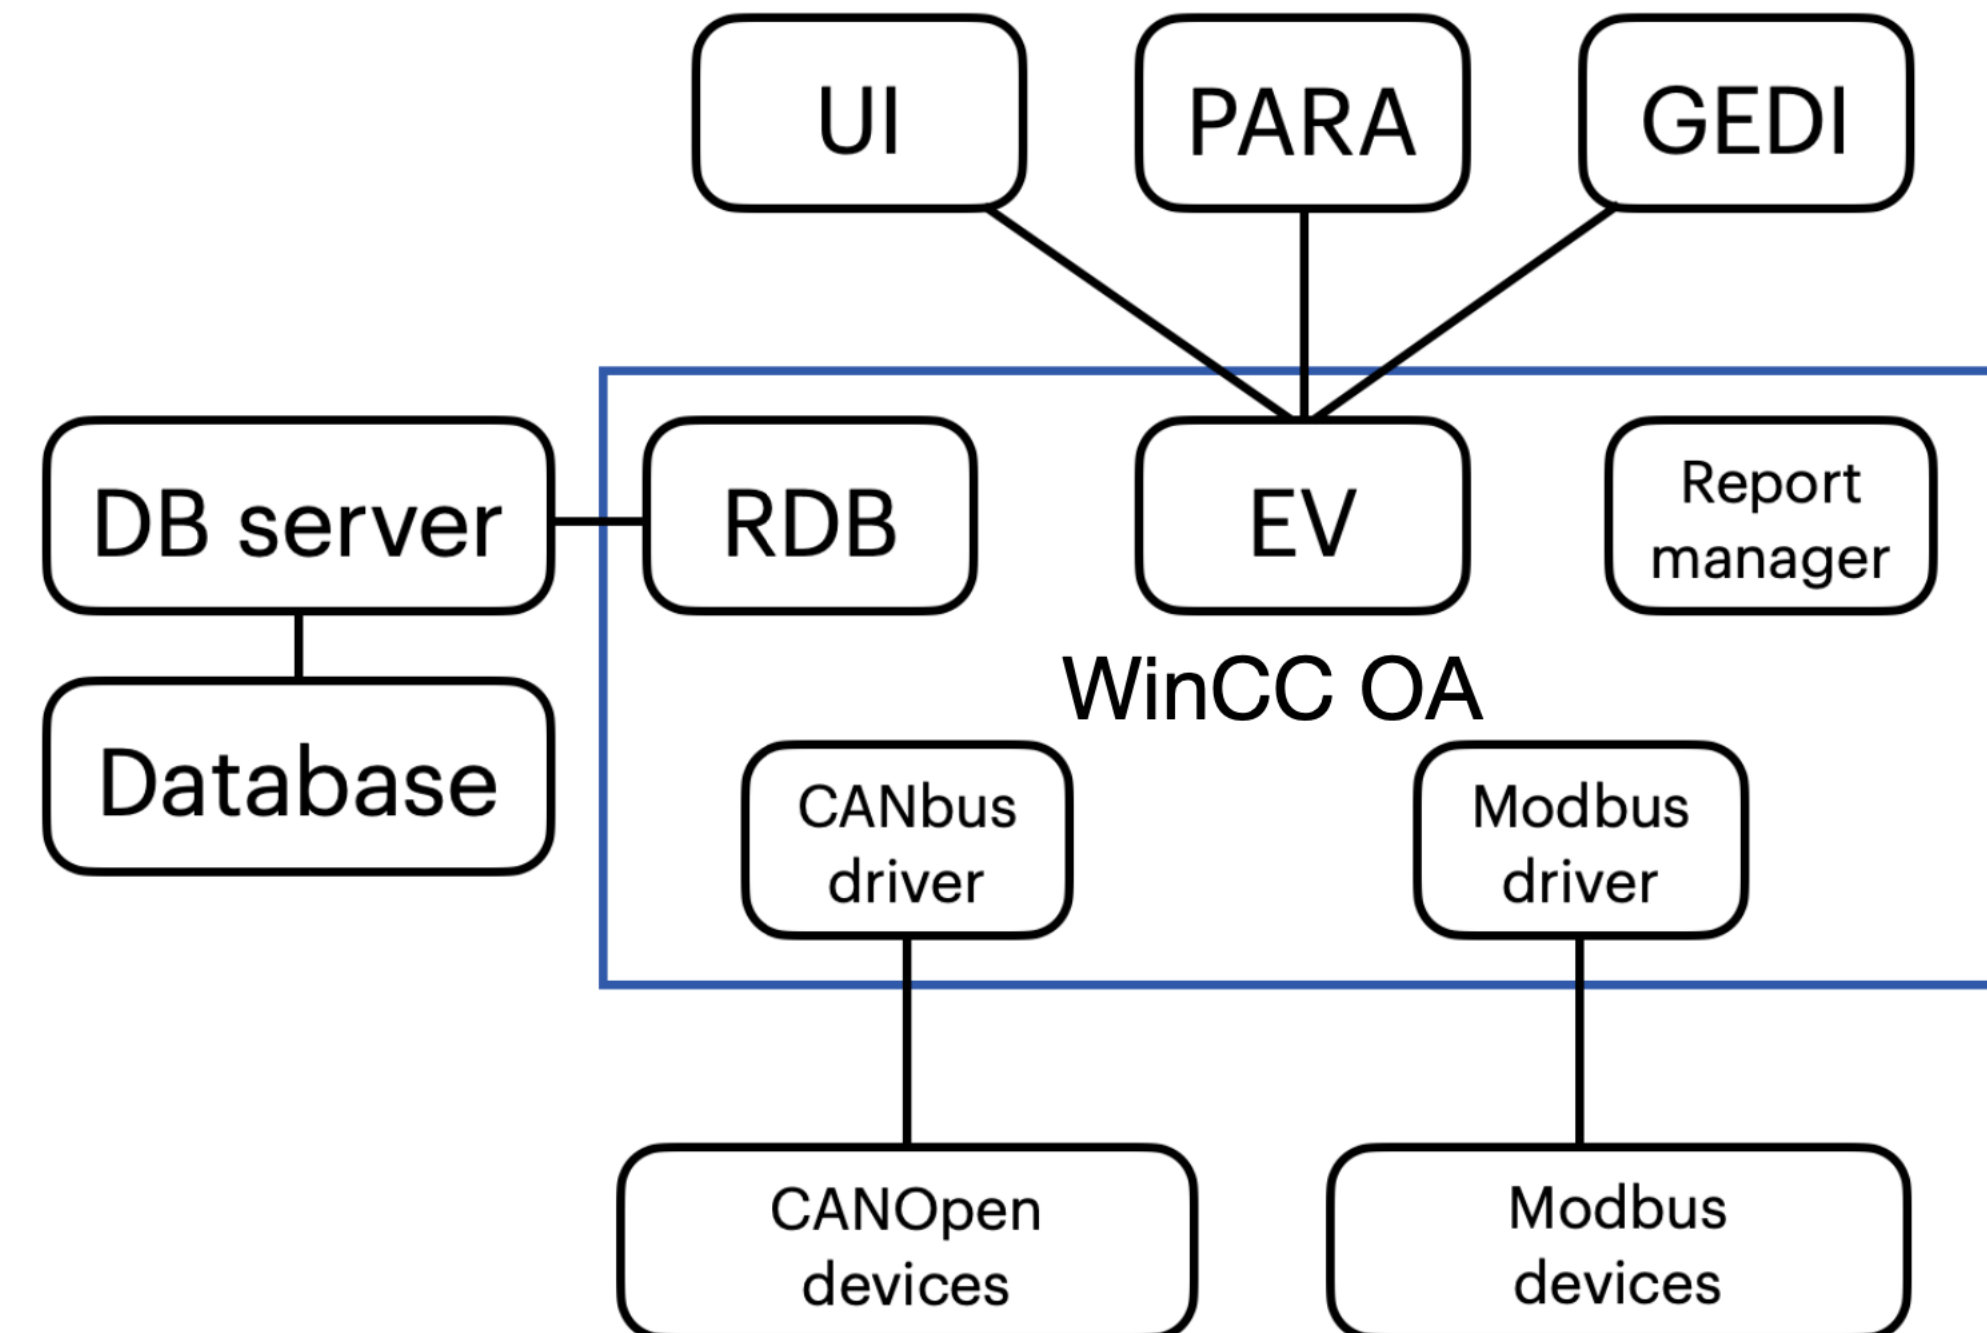 UI
PARA
GEDI
DB server
RDB
EV
Report
manager
WinCC OA
Database
CANbus
driver
Modbus
driver
CANOpen
devices
Modbus
devices